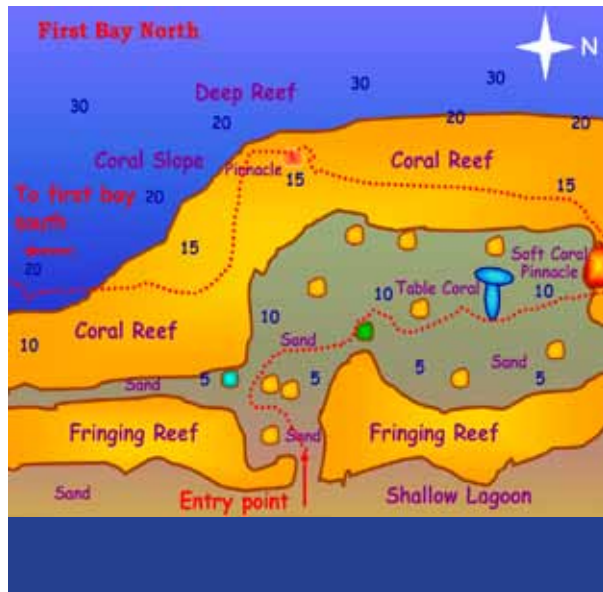 First Bay North
N
30
30
30
Deep Reef
20
20
20
Coral Slope
Pinnacle
Coral Reef
15
15
20
To first bay
south
15
20
Soft Coral
Pinnacle
10
Table Coral
10
10
10
Coral Reef
Sand
Sand
Sand
5
5
5
5
Fringing Reef
Sand
Fringing Reef
Sand
Entry point
Shallow Lagoon